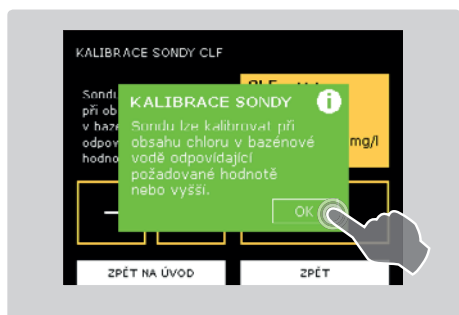 KALIBRACE SONDY CLF
KALIBRACE SONDY
Sondu lze kalibrovat při
obsahu chloru v bazénové
vodě odpovídající
požadované hodnotě
nebo vyšší.
OK
mg/l
ZPĚT NA ÚVOD
ZPĚT